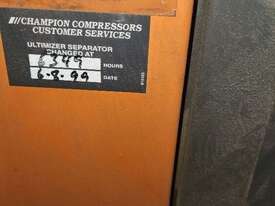 CHAMPION COMPRESSORS
CUSTOMER SERVICES
ULTIMIZER SEPARATOR
CHANGED AT
HOURS
6.8.99 DATE